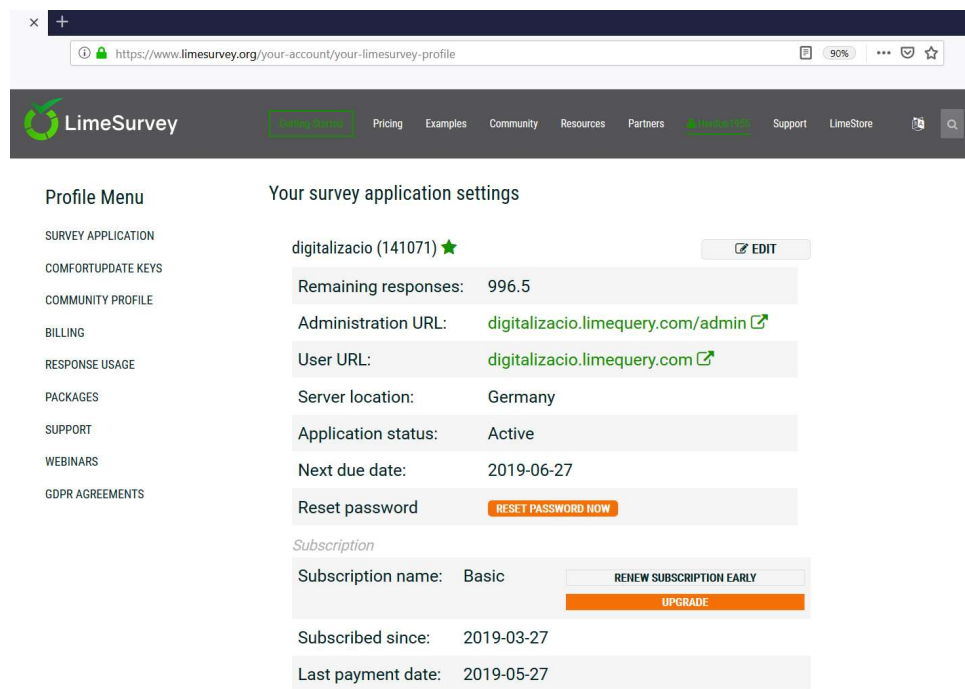 https://www.limesurvey.org/your-account/your-limesurvey-profile
90%
LimeSurvey
Getting Started
Pricing
Examples
Community
Resources
Partners
Support
LimeStore
Profile Menu
SURVEY APPLICATION
COMFORTUPDATE KEYS
COMMUNITY PROFILE
BILLING
RESPONSE USAGE
PACKAGES
SUPPORT
WEBINARS
GDPR AGREEMENTS
Your survey application settings
digitalizacio (141071)
EDIT
Remaining responses: 996.5
Administration URL: digitalizacio.limequery.com/admin
User URL: digitalizacio.limequery.com
Server location: Germany
Application status: Active
Next due date: 2019-06-27
Reset password RESET PASSWORD NOW
Subscription
Subscription name: Basic
RENEW SUBSCRIPTION EARLY
UPGRADE
Subscribed since: 2019-03-27
Last payment date: 2019-05-27